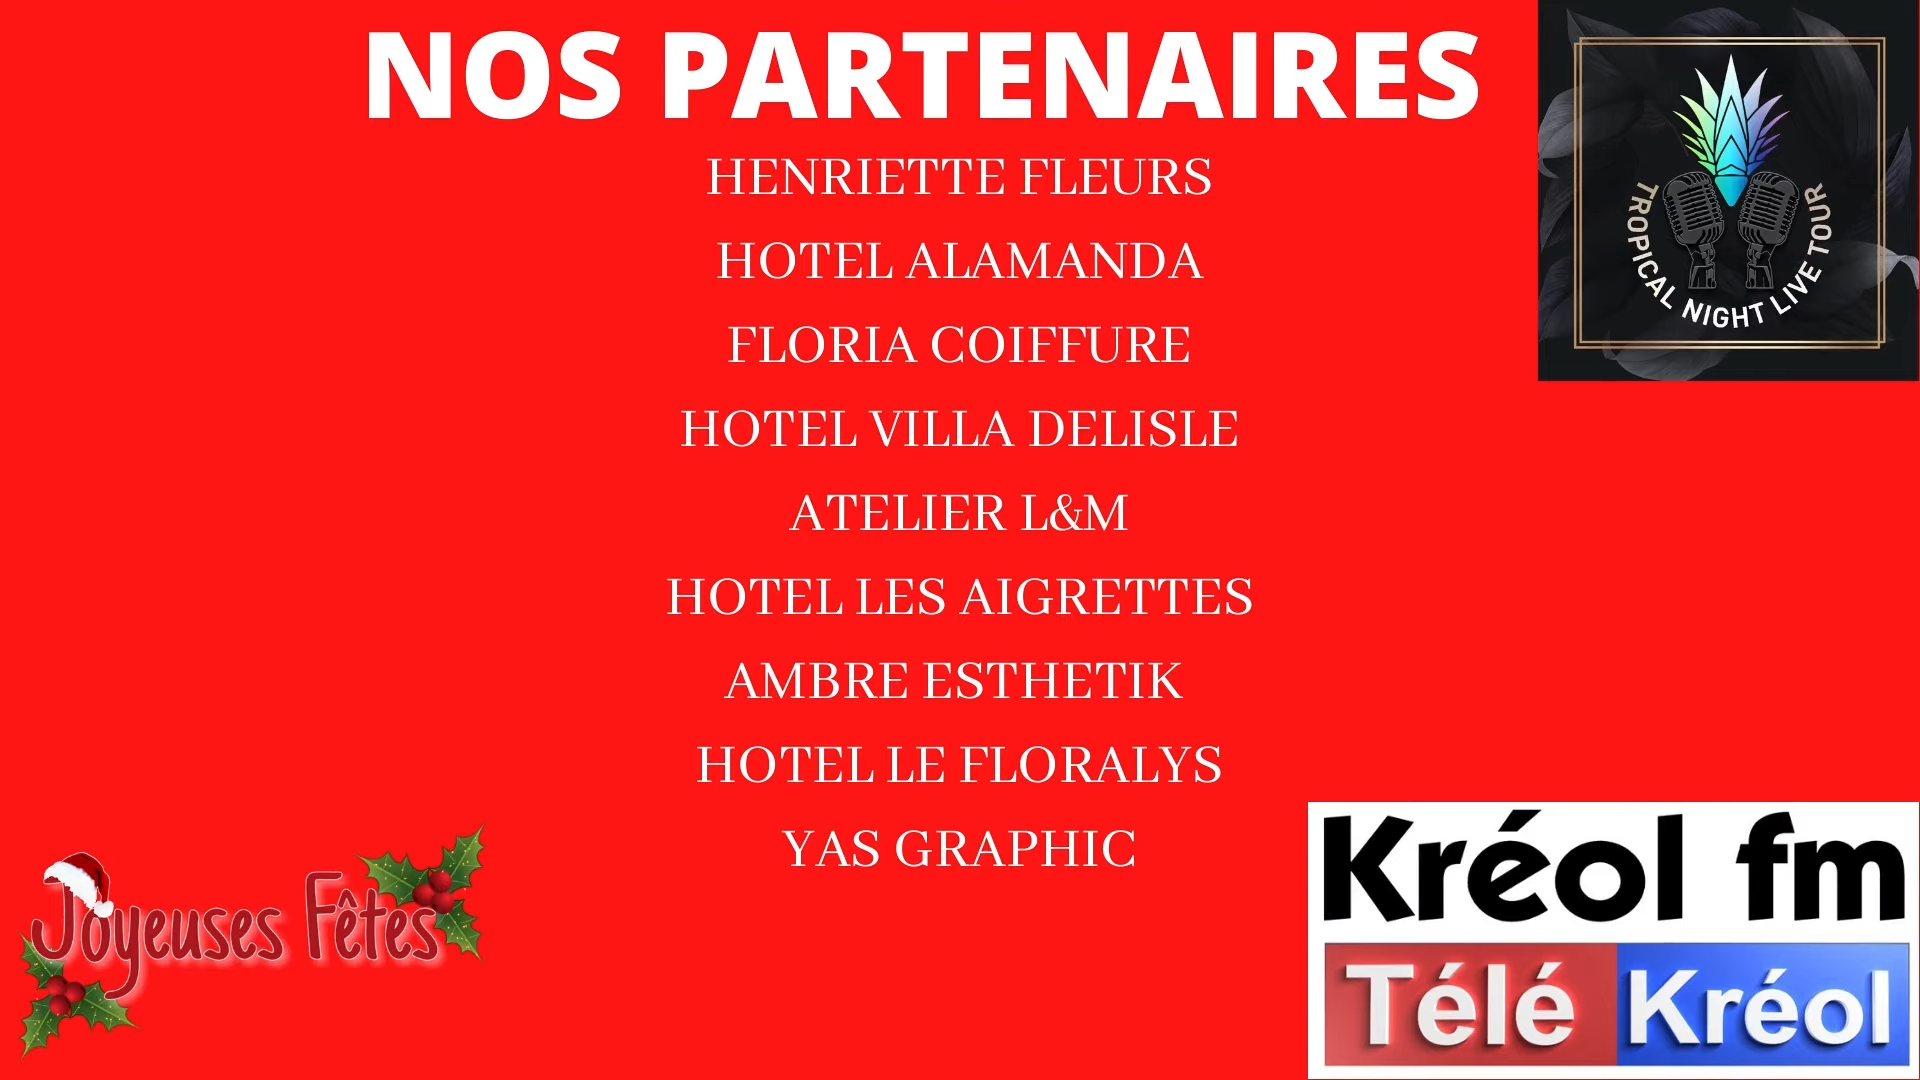 NOS PARTENAIRES
HENRIETTE FLEURS
HOTEL ALAMANDA
FLORIA COIFFURE
HOTEL VILLA DELISLE
ATELIER L&M
HOTEL LES AIGRETTES
AMBRE ESTHETIK
HOTEL LE FLORALYS
YAS GRAPHIC
TROPICAL NIGHT LIVE TOUR
Joyeuses Fêtes
Kréol fm
Télé Kréol